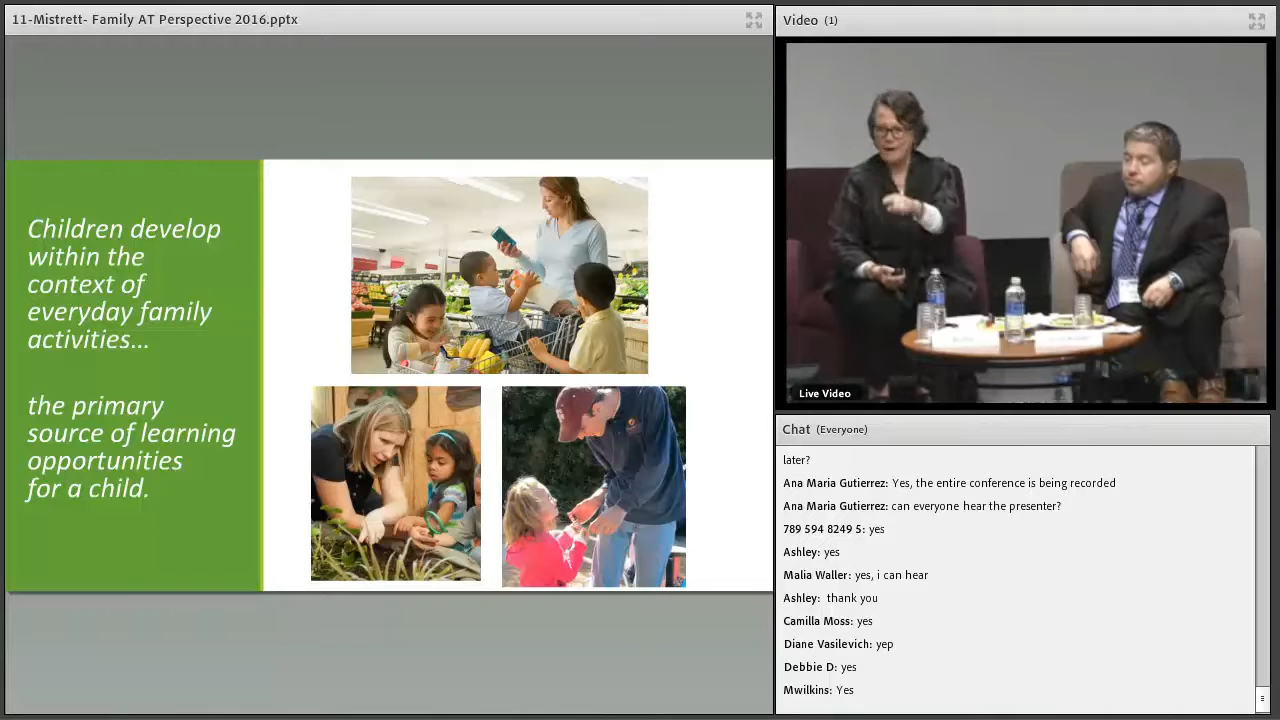 11-Mistrett- Family AT Perspective 2016.pptx
Children develop
within the
context of
everyday family
activities...
the primary
source of learning
opportunities
for a child.
Video (1)
Live Video
Chat (Everyone)
later?
Ana Maria Gutierrez: Yes, the entire conference is being recorded
Ana Maria Gutierrez: can everyone hear the presenter?
789 594 8249 5: yes
Ashley: yes
Malia Waller: yes, i can hear
Ashley: thank you
Camilla Moss: yes
Diane Vasilevich: yep
Debbie D: yes
Mwilkins: Yes